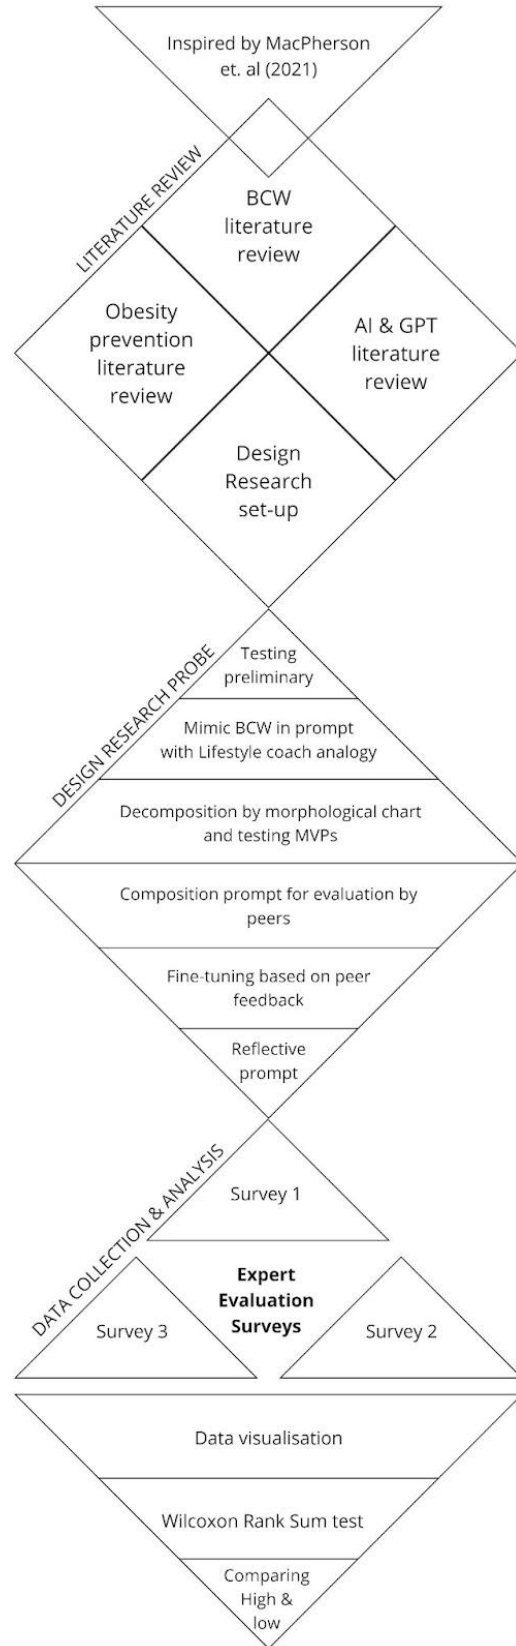 Inspired by MacPherson
et. al (2021)
LITERATURE REVIEW
BCW
literature
review
Obesity
prevention
literature
review
AI & GPT
literature
review
Design
Research
set-up
DESIGN RESEARCH PROBE
Testing
preliminary
Mimic BCW in prompt
with Lifestyle coach analogy
Decomposition by morphological chart
and testing MVPs
Composition prompt for evaluation by
peers
Fine-tuning based on peer
feedback
Reflective
prompt
DATA COLLECTION & ANALYSIS
Survey 1
Expert
Evaluation
Surveys
Survey 3
Survey 2
Data visualisation
Wilcoxon Rank Sum test
Comparing
High &
low